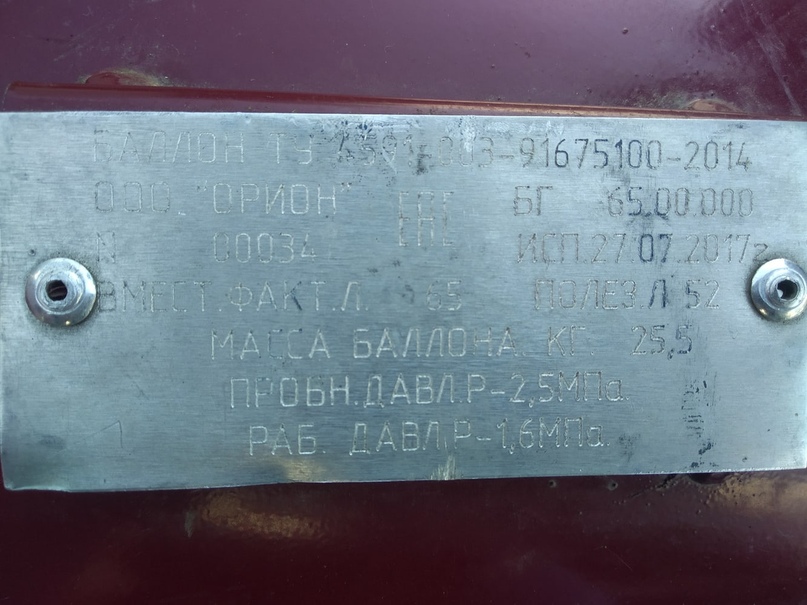 БАЛЛОН ТУ 4591-003-91675100-2014
ООО "ОРИОН" ЕАС БГ 65.00.000
N 00034 ИСП.27.07.2017г
ВМЕСТ.ФАКТ.Л. 65 ПОЛЕЗ.Л 52
МАССА БАЛЛОНА. КГ. 25,5
ПРОБН.ДАВЛ.Р-2,5МПа.
РАБ. ДАВЛ.Р-1,6МПа.